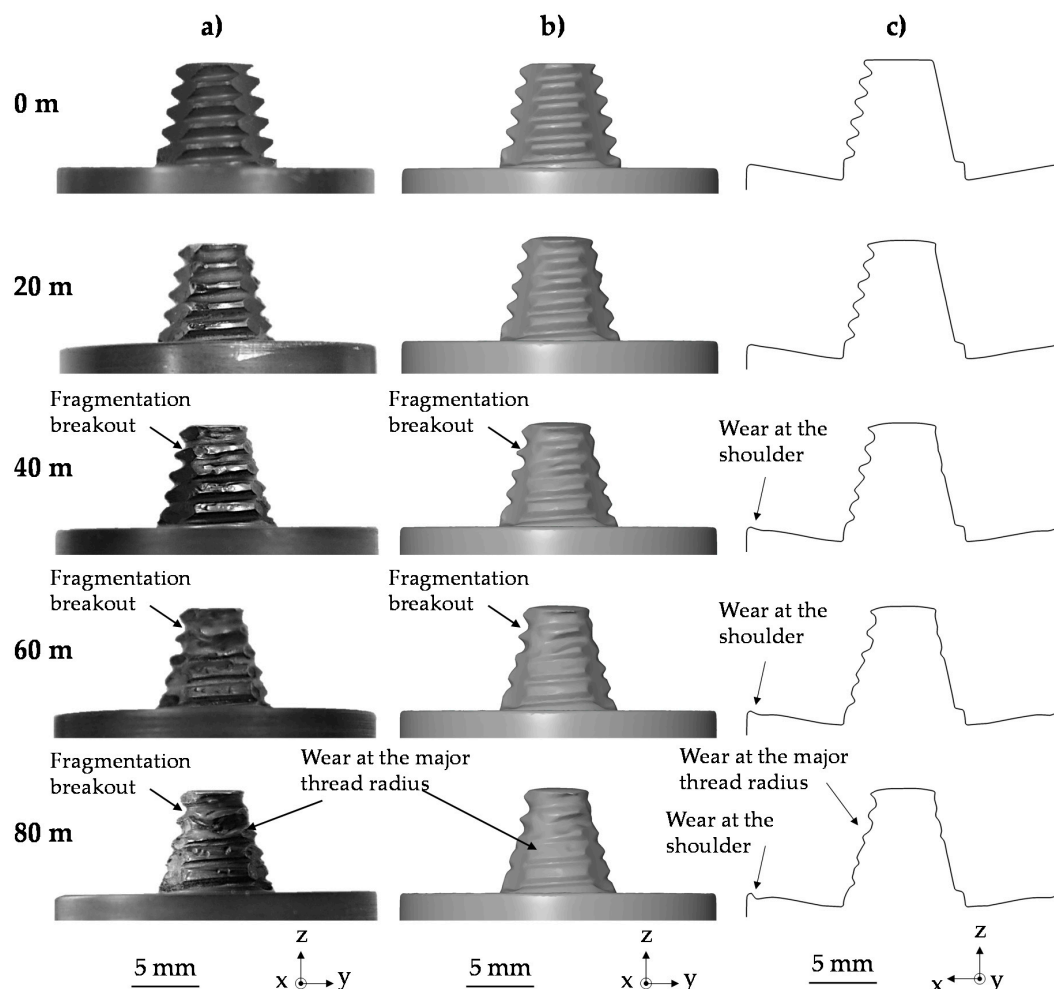 a)
b)
c)
0 m
20 m
Fragmentation
breakout
Fragmentation
breakout
Wear at the
shoulder
40 m
Fragmentation
breakout
Fragmentation
breakout
Wear at the
shoulder
60 m
Fragmentation
breakout
Wear at the major
thread radius
Wear at the major
thread radius
Wear at the
shoulder
80 m
5 mm
z
x
y
z
x
y
5 mm
z
x
y